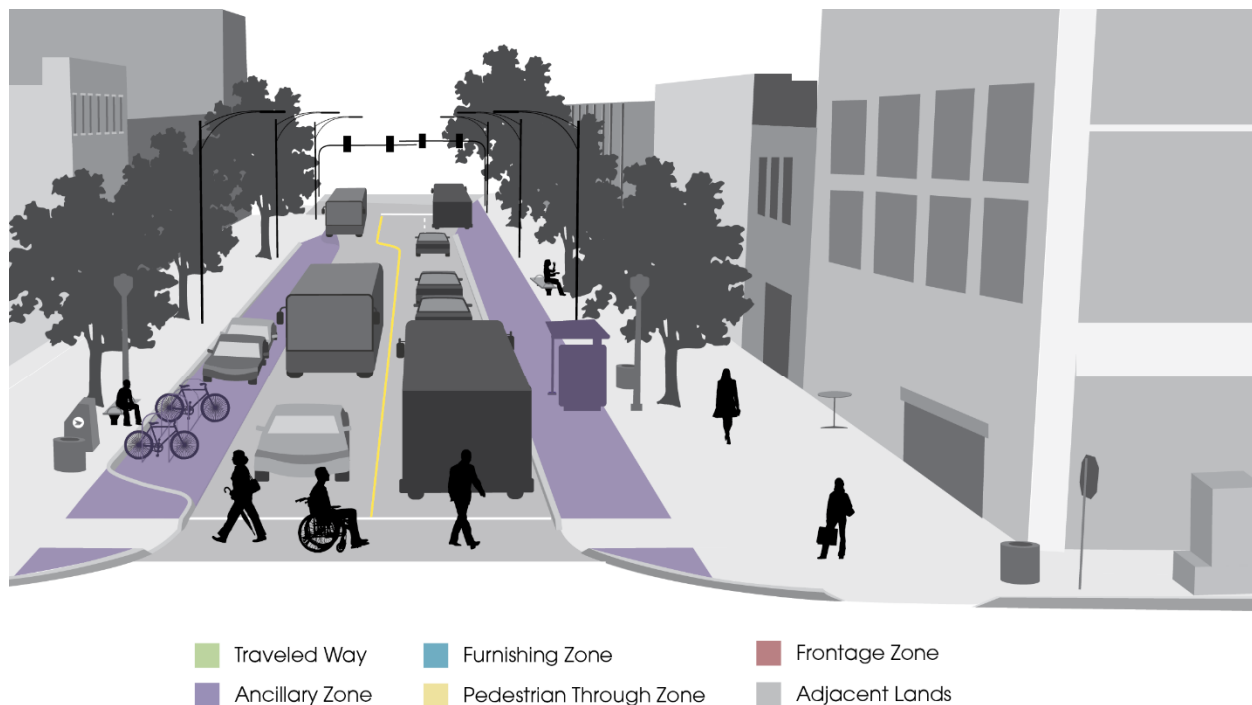 Traveled Way
Furnishing Zone
Frontage Zone
Ancillary Zone
Pedestrian Through Zone
Adjacent Lands